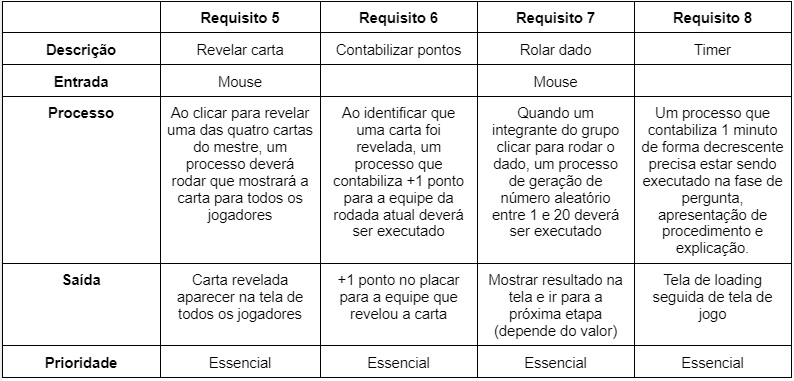 Requisito 5 Requisito 6 Requisito 7 Requisito 8
Descrição Revelar carta Contabilizar pontos Rolar dado Timer
Entrada Mouse Mouse
Processo
Ao clicar para revelar
uma das quatro cartas
do mestre, um
processo deverá
rodar que mostrará a
carta para todos os
jogadores
Ao identificar que
uma carta foi
revelada, um
processo que
contabiliza +1 ponto
para a equipe da
rodada atual deverá
ser executado
Quando um
integrante do grupo
clicar para rodar o
dado, um processo
de geração de
número aleatório
entre 1 e 20 deverá
ser executado
Um processo que
contabiliza 1 minuto
de forma decrescente
precisa estar sendo
executado na fase de
pergunta,
apresentação de
procedimento e
explicação.
Saída
Carta revelada
aparecer na tela de
todos os jogadores
+1 ponto no placar
para a equipe que
revelou a carta
Mostrar resultado na
tela e ir para a
próxima etapa
(depende do valor)
Tela de loading
seguida de tela de
jogo
Prioridade Essencial Essencial Essencial Essencial